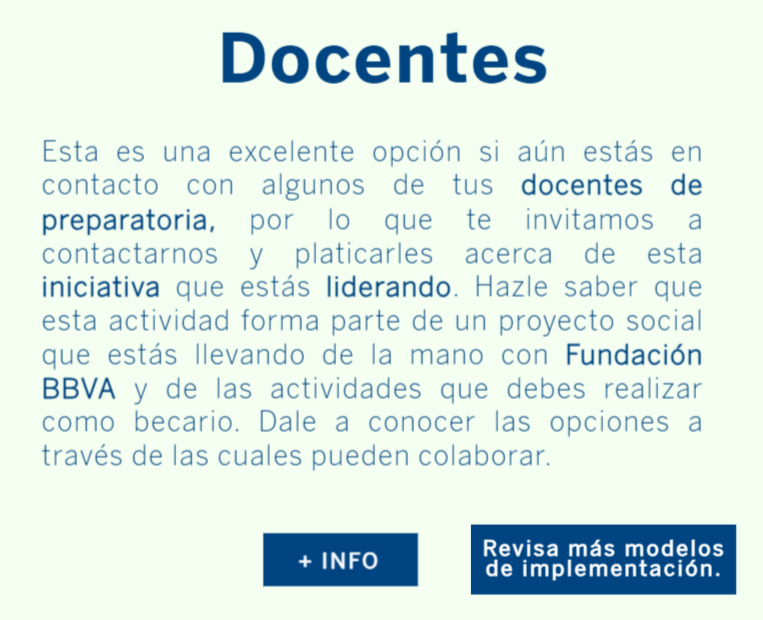 Docentes
Esta es una excelente opción si aún estás en
contacto con algunos de tus docentes de
preparatoria, por lo que te invitamos a
contactarnos y platicarles acerca de esta
iniciativa que estás liderando. Hazle saber que
esta actividad forma parte de un proyecto social
que estás llevando de la mano con Fundación
BBVA y de las actividades que debes realizar
como becario. Dale a conocer las opciones a
través de las cuales pueden colaborar.
+ INFO
Revisa más modelos
de implementación.